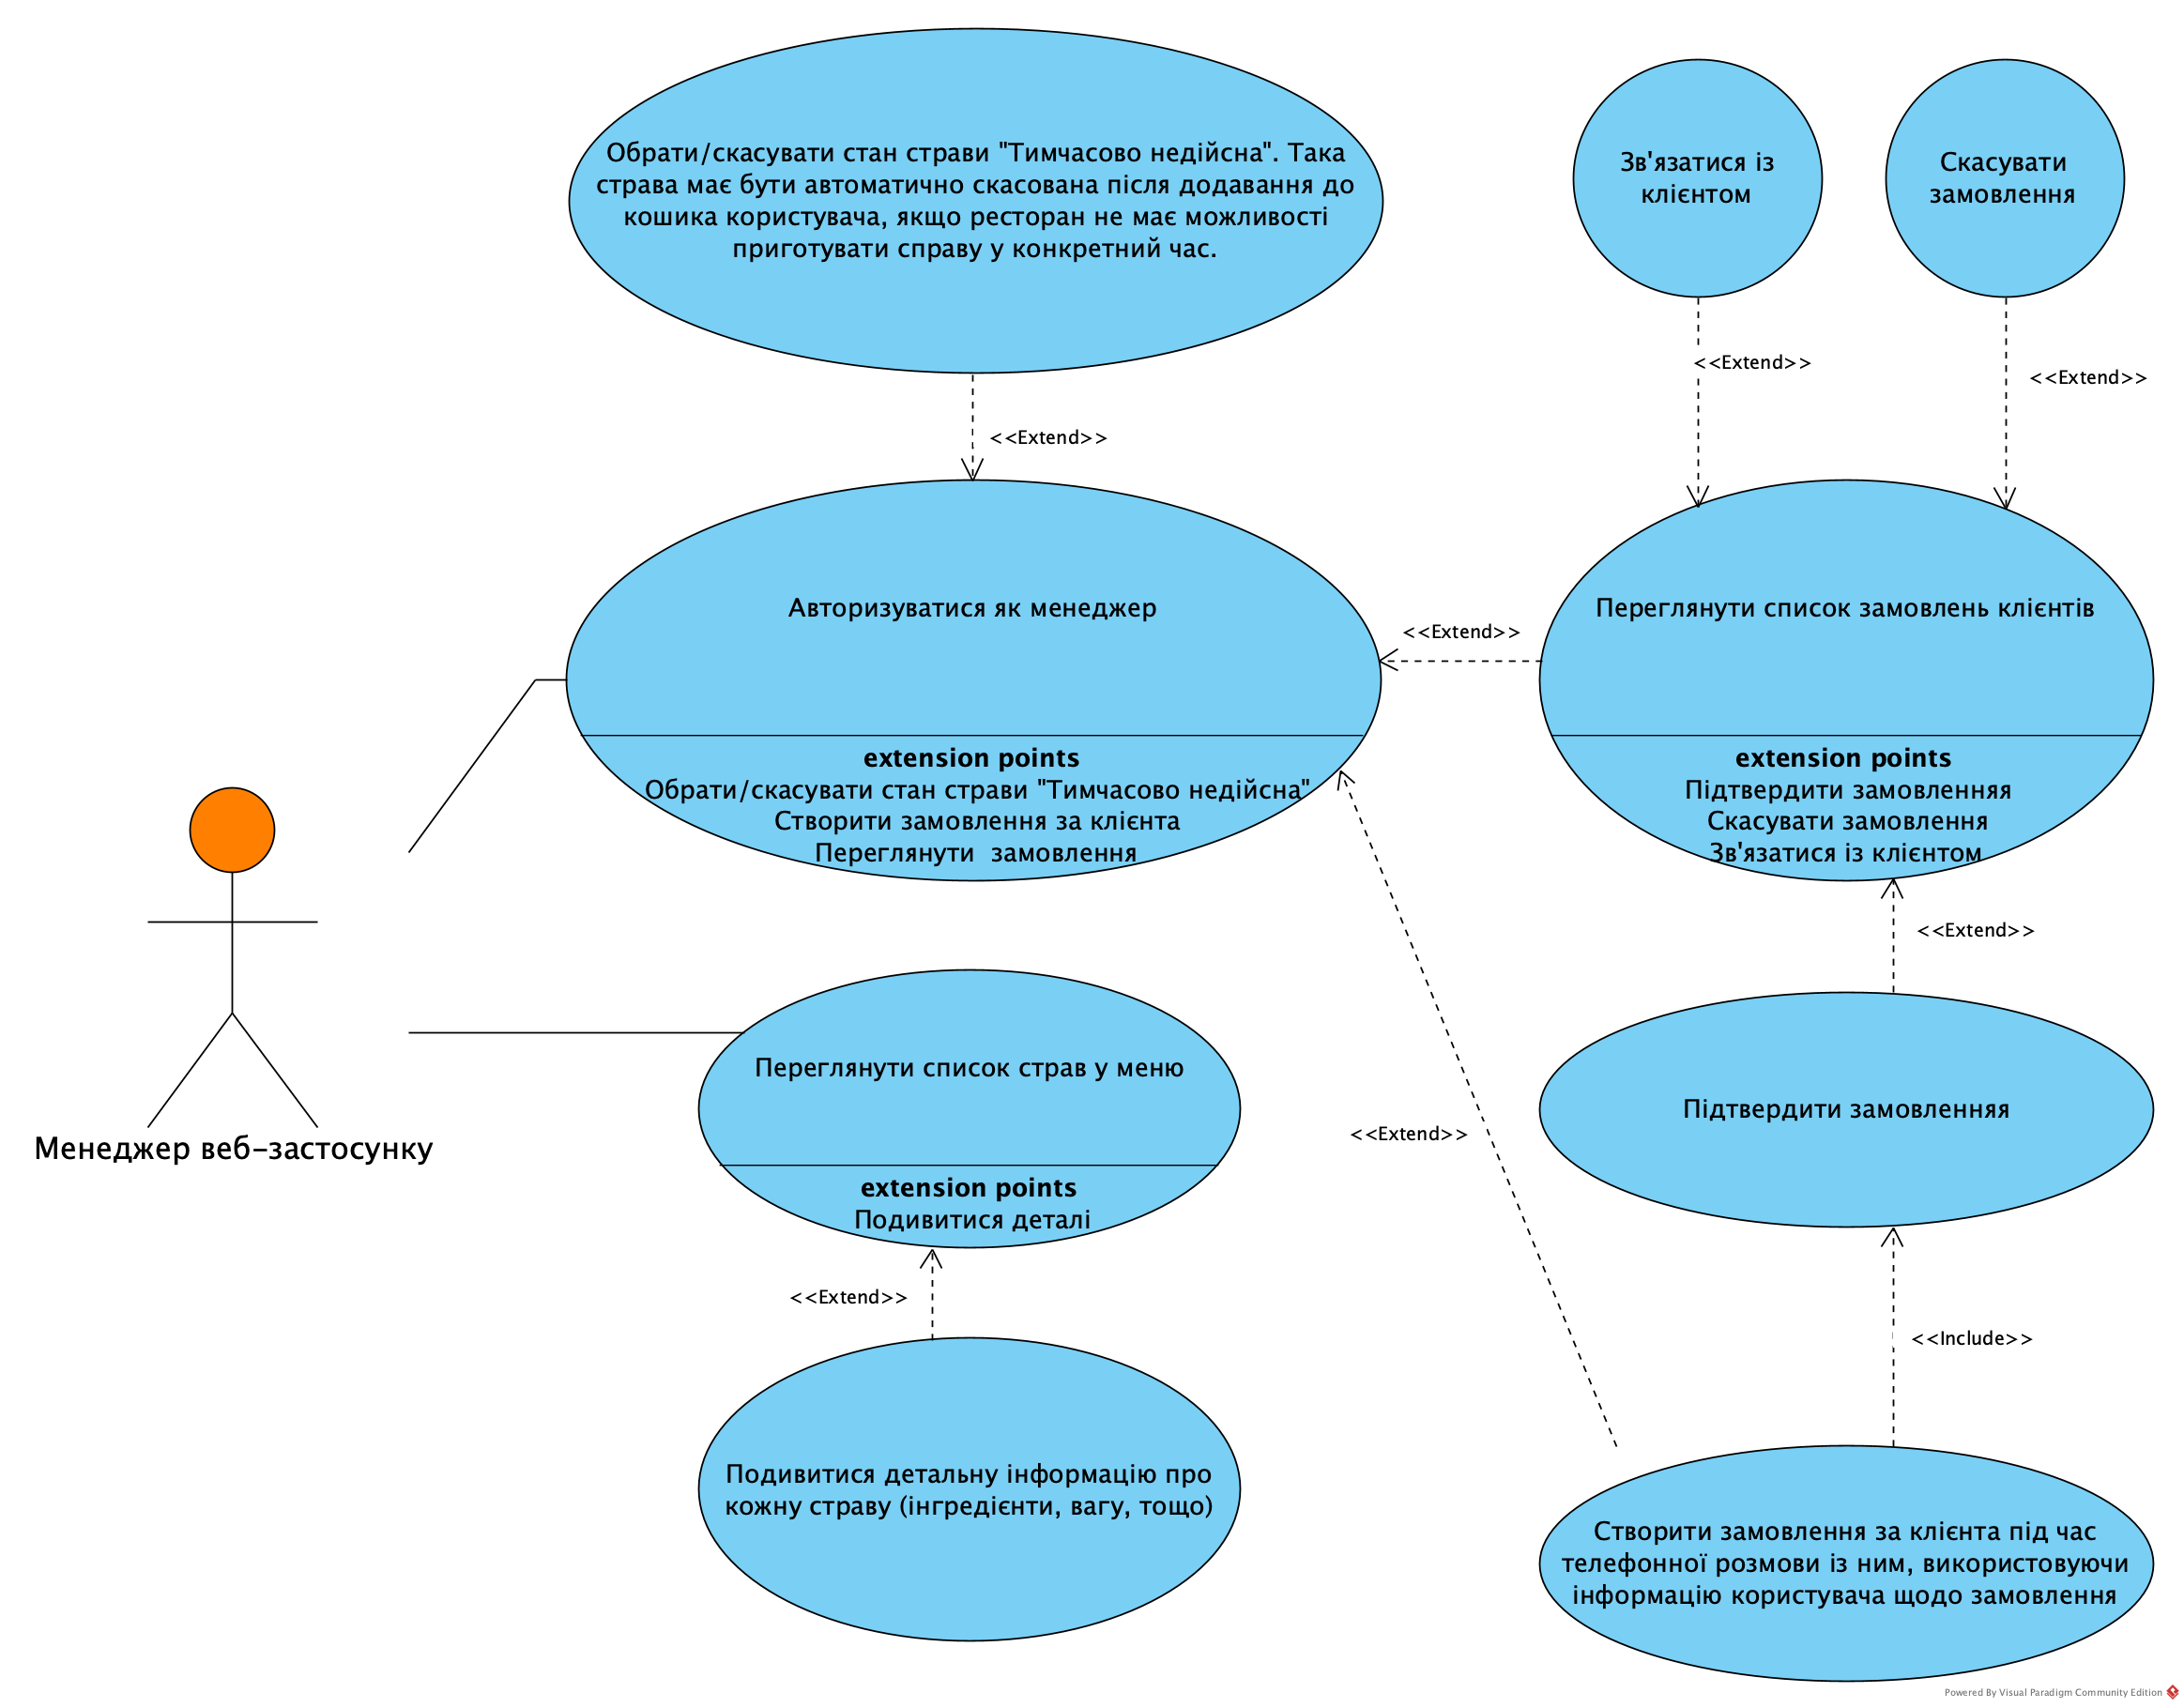 Обрати/скасувати стан страви "Тимчасово недійсна". Така
страва має бути автоматично скасована після додавання до
кошика користувача, якщо ресторан не має можливості
приготувати справу у конкретний час.
Зв'язатися із
клієнтом
Скасувати
замовлення
<<Extend>>
<<Extend>>
<<Extend>>
Авторизуватися як менеджер
extension points
Обрати/скасувати стан страви "Тимчасово недійсна"
Створити замовлення за клієнта
Переглянути  замовлення
<<Extend>>
Переглянути список замовлень клієнтів
extension points
Підтвердити замовленняя
Скасувати замовлення
Зв'язатися із клієнтом
<<Extend>>
Менеджер веб-застосунку
Переглянути список страв у меню
extension points
Подивитися деталі
<<Extend>>
Підтвердити замовленняя
<<Extend>>
<<Include>>
Подивитися детальну інформацію про
кожну страву (інгредієнти, вагу, тощо)
Створити замовлення за клієнта під час
телефонної розмови із ним, використовуючи
інформацію користувача щодо замовлення
Powered By Visual Paradigm Community Edition